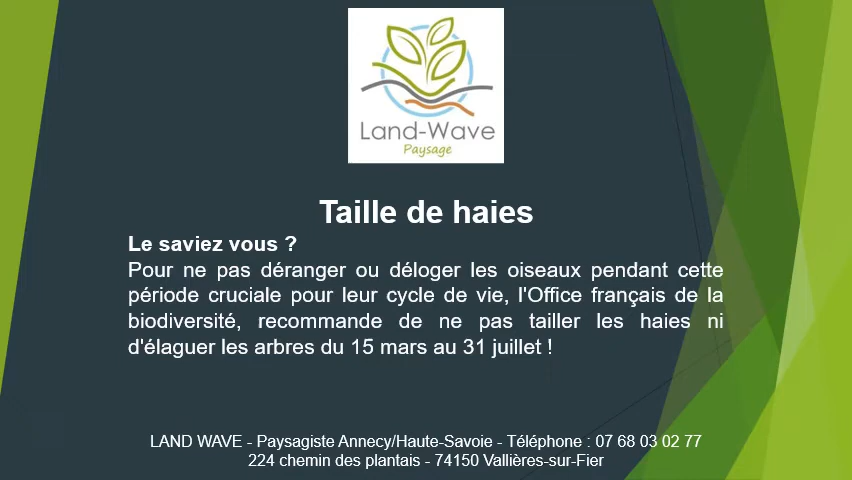 Land-Wave
Paysage
Taille de haies
Le saviez vous ?
Pour ne pas déranger ou déloger les oiseaux pendant cette
période cruciale pour leur cycle de vie, l'Office français de la
biodiversité, recommande de ne pas tailler les haies ni
d'élaguer les arbres du 15 mars au 31 juillet !
LAND WAVE - Paysagiste Annecy/Haute-Savoie - Téléphone : 07 68 03 02 77
224 chemin des plantais - 74150 Vallières-sur-Fier